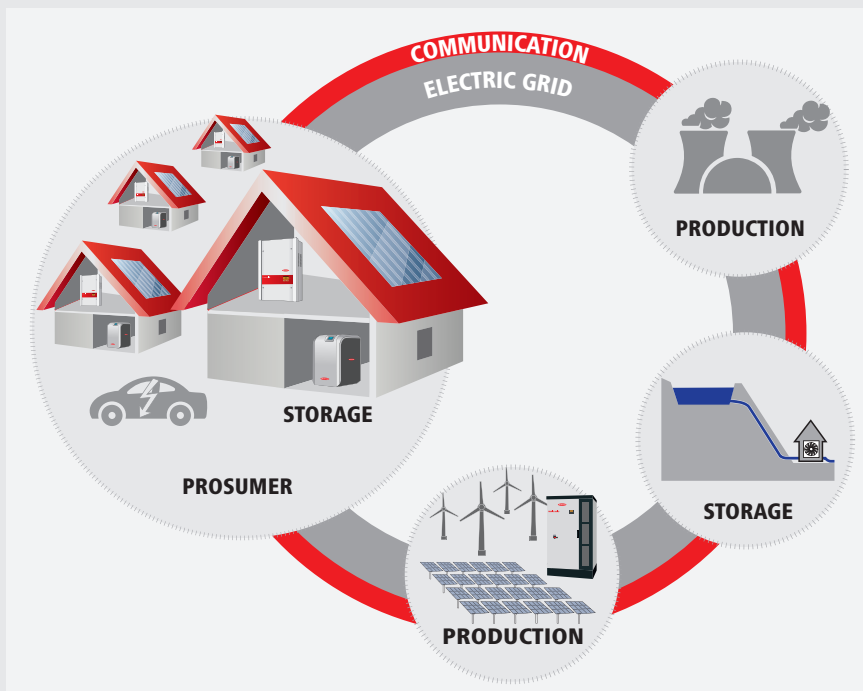 COMMUNICATION
ELECTRIC GRID
PRODUCTION
STORAGE
PROSUMER
STORAGE
PRODUCTION